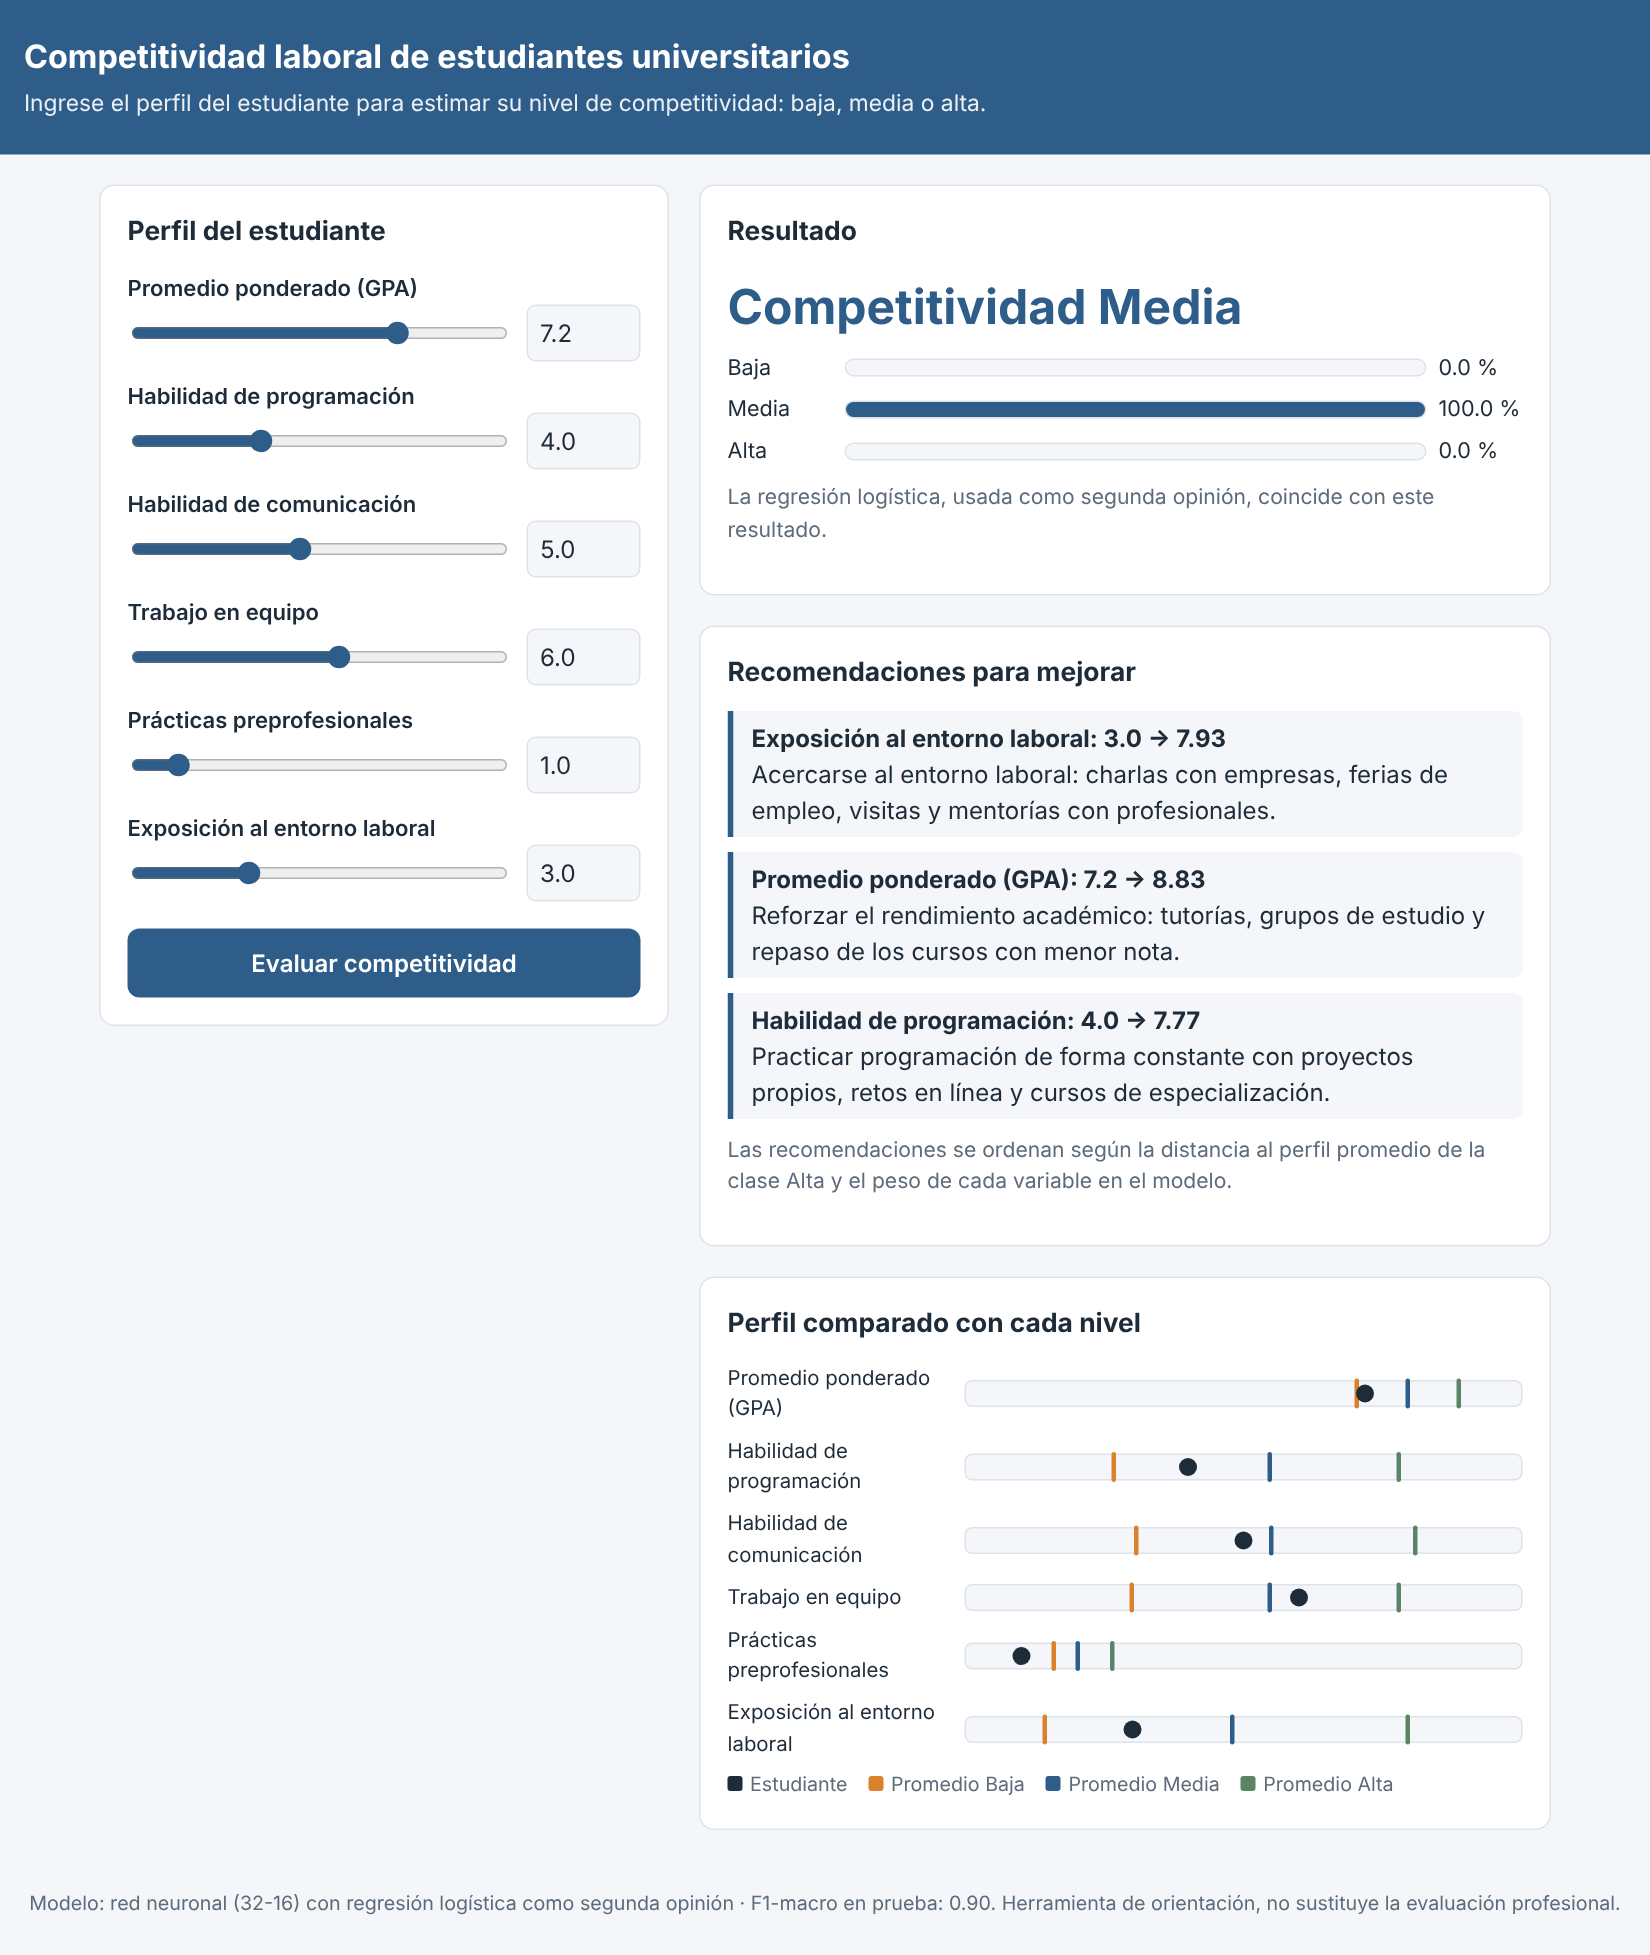 Competitividad laboral de estudiantes universitarios
Ingrese el perfil del estudiante para estimar su nivel de competitividad: baja, media o alta.
Perfil del estudiante
Promedio ponderado (GPA)
7.2
Habilidad de programación
4.0
Habilidad de comunicación
5.0
Trabajo en equipo
6.0
Prácticas preprofesionales
1.0
Exposición al entorno laboral
3.0
Evaluar competitividad
Resultado
Competitividad Media
Baja 0.0 %
Media 100.0 %
Alta 0.0 %
La regresión logística, usada como segunda opinión, coincide con este
resultado.
Recomendaciones para mejorar
Exposición al entorno laboral: 3.0 → 7.93
Acercarse al entorno laboral: charlas con empresas, ferias de
empleo, visitas y mentorías con profesionales.
Promedio ponderado (GPA): 7.2 → 8.83
Reforzar el rendimiento académico: tutorías, grupos de estudio y
repaso de los cursos con menor nota.
Habilidad de programación: 4.0 → 7.77
Practicar programación de forma constante con proyectos
propios, retos en línea y cursos de especialización.
Las recomendaciones se ordenan según la distancia al perfil promedio de la
clase Alta y el peso de cada variable en el modelo.
Perfil comparado con cada nivel
Promedio ponderado
(GPA)
Habilidad de
programación
Habilidad de
comunicación
Trabajo en equipo
Prácticas
preprofesionales
Exposición al entorno
laboral
Estudiante Promedio Baja Promedio Media Promedio Alta
Modelo: red neuronal (32-16) con regresión logística como segunda opinión · F1-macro en prueba: 0.90. Herramienta de orientación, no sustituye la evaluación profesional.